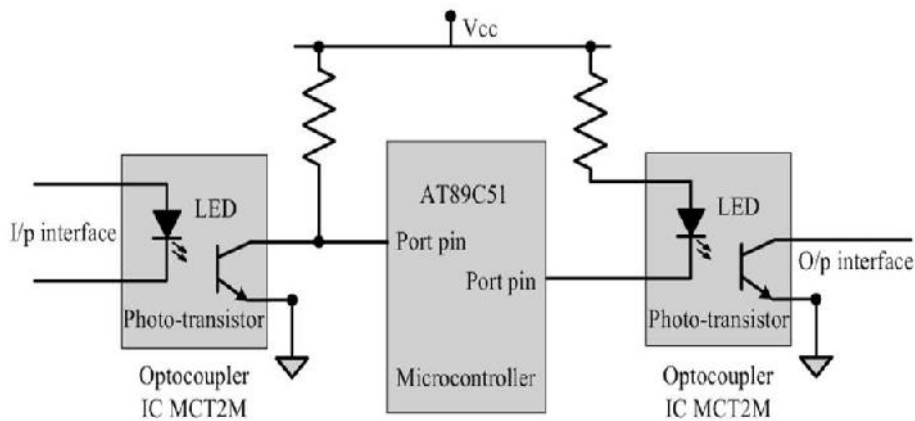 Vcc
LED
I/p interface
Photo-transistor
Optocoupler
IC MCT2M
AT89C51
Port pin
Port pin
Microcontroller
LED
O/p interface
Photo-transistor
Optocoupler
IC MCT2M